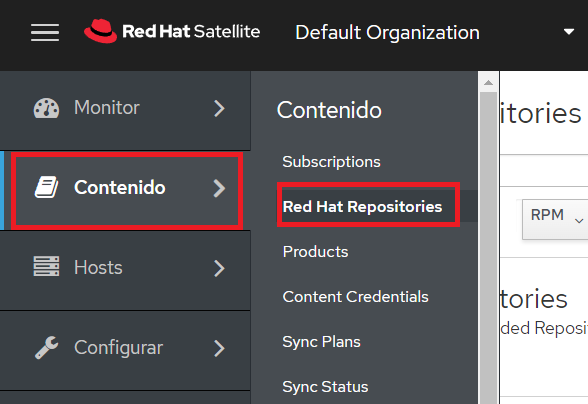 Red Hat Satellite
Default Organization
Monitor
Contenido
Hosts
Configurar
Contenido
Subscriptions
Red Hat Repositories
Products
Content Credentials
Sync Plans
Sync Status
itories
RPM
tories
ded Reposi